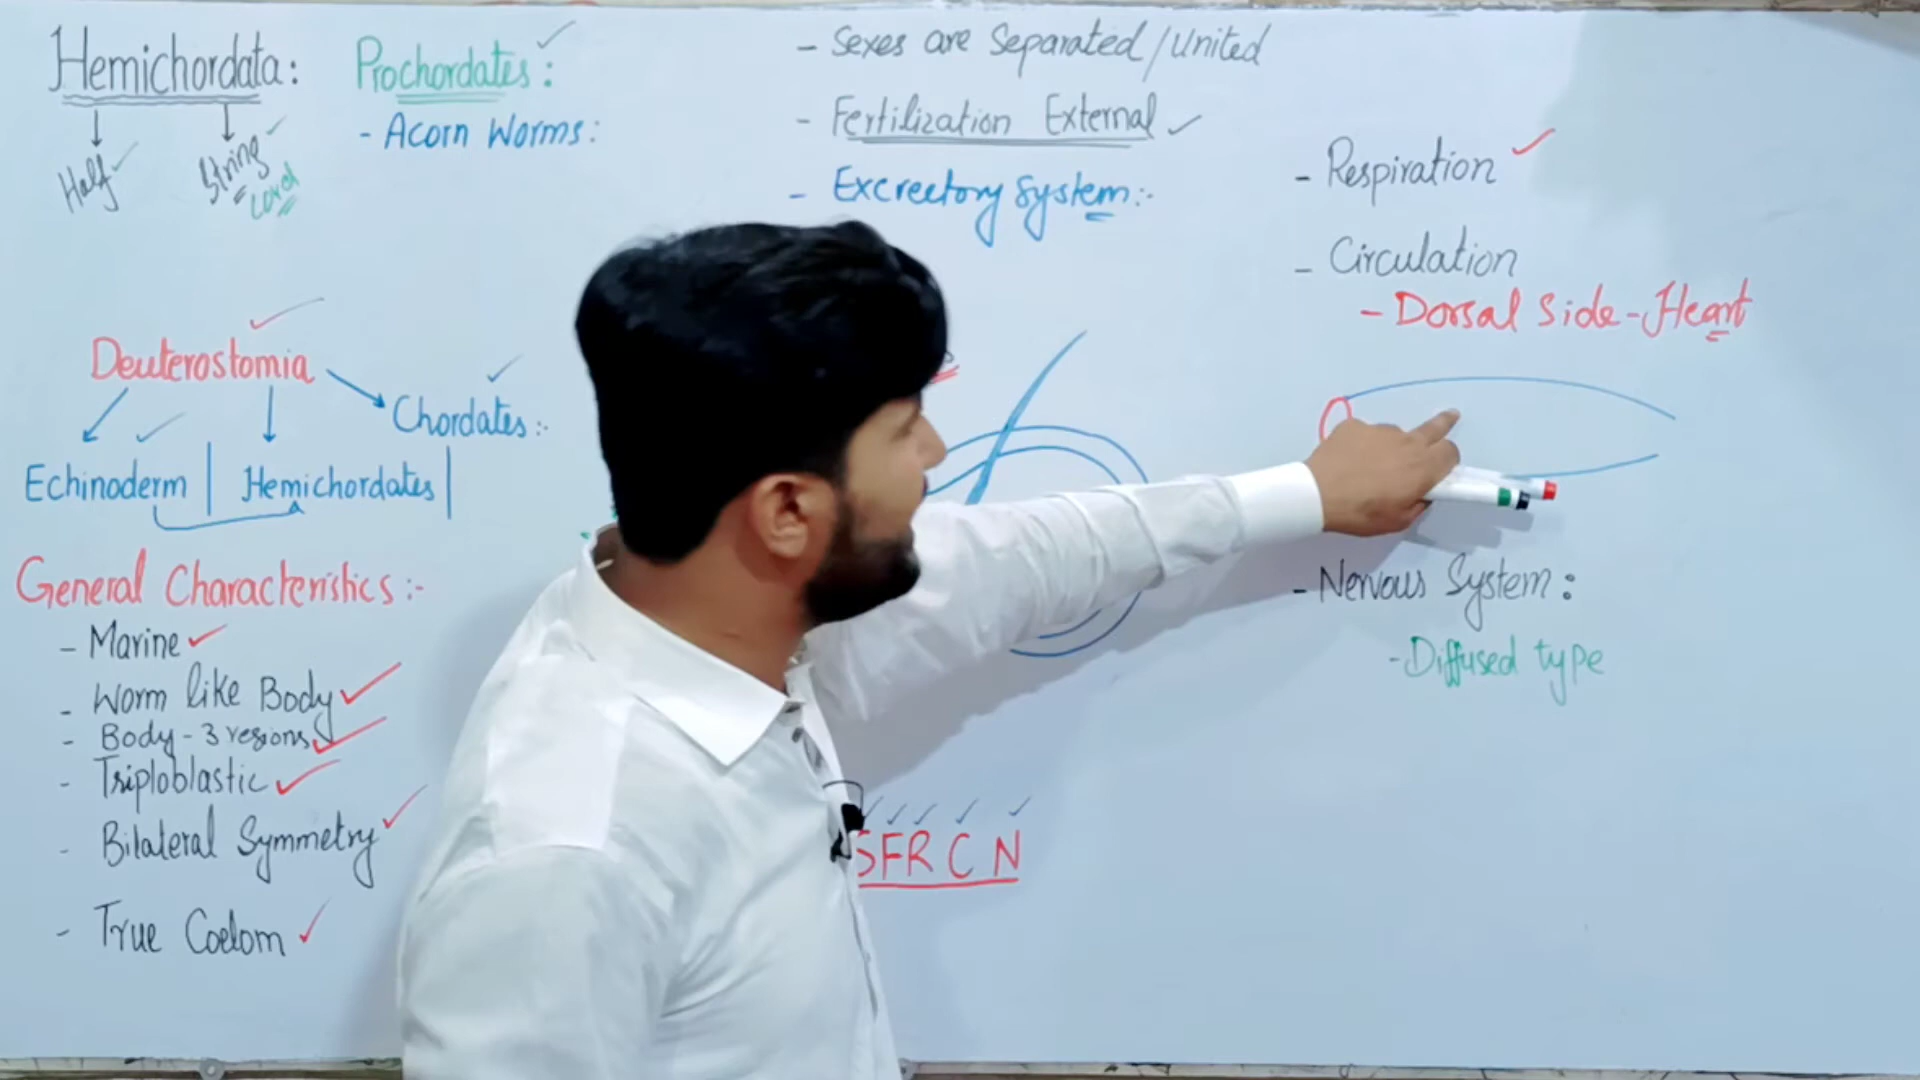 Hemichordata:
Half
String
Cord
Prochordates:
- Acorn Worms:
Deuterostomia
Chordates:-
Echinoderm | Hemichordates |
General Characteristics:-
- Marine
- Worm like Body
- Body - 3 regions
- Triploblastic
- Bilateral Symmetry
- True Coelom
- Sexes are Separated/United
- Fertilization External
- Excreetory System:-
SFR C N
- Respiration
- Circulation
- Dorsal Side-Heart
- Nervous System:
- Diffused type